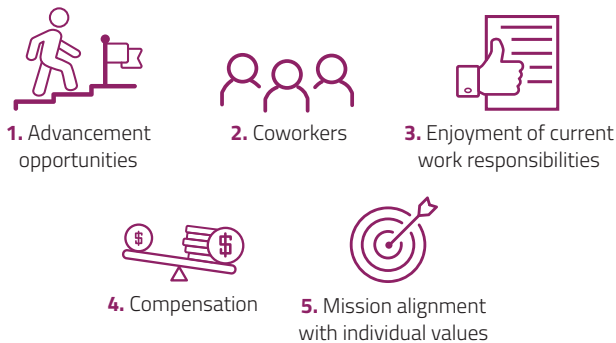 1. Advancement
opportunities
2. Coworkers
3. Enjoyment of current
work responsibilities
$
$
4. Compensation
5. Mission alignment
with individual values